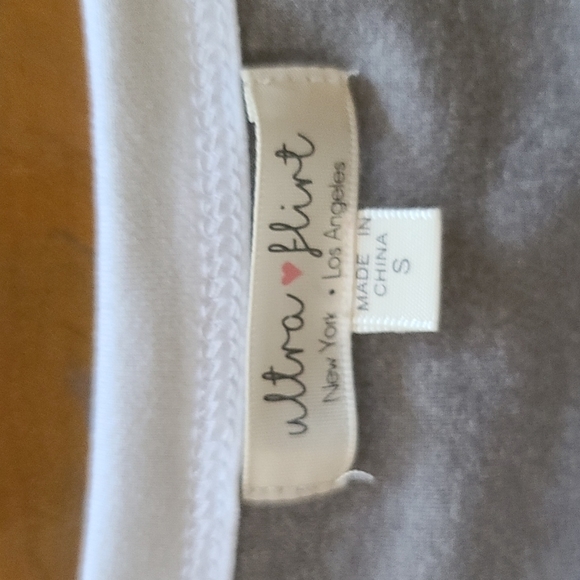 ultra ♥ flirt
New York • Los Angeles
MADE IN
CHINA
S